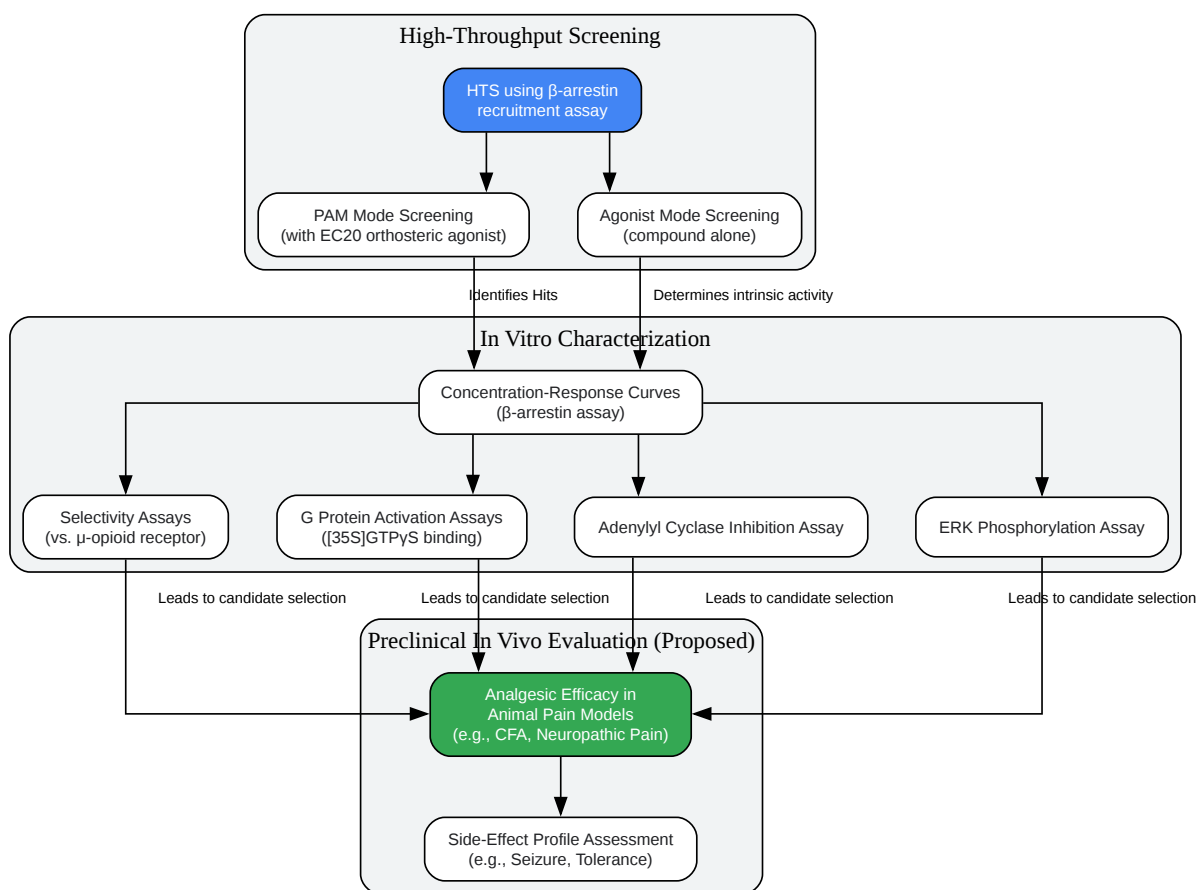 High-Throughput Screening
HTS using β-arrestin
recruitment assay
PAM Mode Screening
(with EC20 orthosteric agonist)
Agonist Mode Screening
(compound alone)
Identifies Hits
Determines intrinsic activity
In Vitro Characterization
Concentration-Response Curves
(β-arrestin assay)
Selectivity Assays
(vs. μ-opioid receptor)
G Protein Activation Assays
([35S]GTPγS binding)
Adenylyl Cyclase Inhibition Assay
ERK Phosphorylation Assay
Leads to candidate selection
Leads to candidate selection
Leads to candidate selection
Leads to candidate selection
Preclinical In Vivo Evaluation (Proposed)
Analgesic Efficacy in
Animal Pain Models
(e.g., CFA, Neuropathic Pain)
Side-Effect Profile Assessment
(e.g., Seizure, Tolerance)